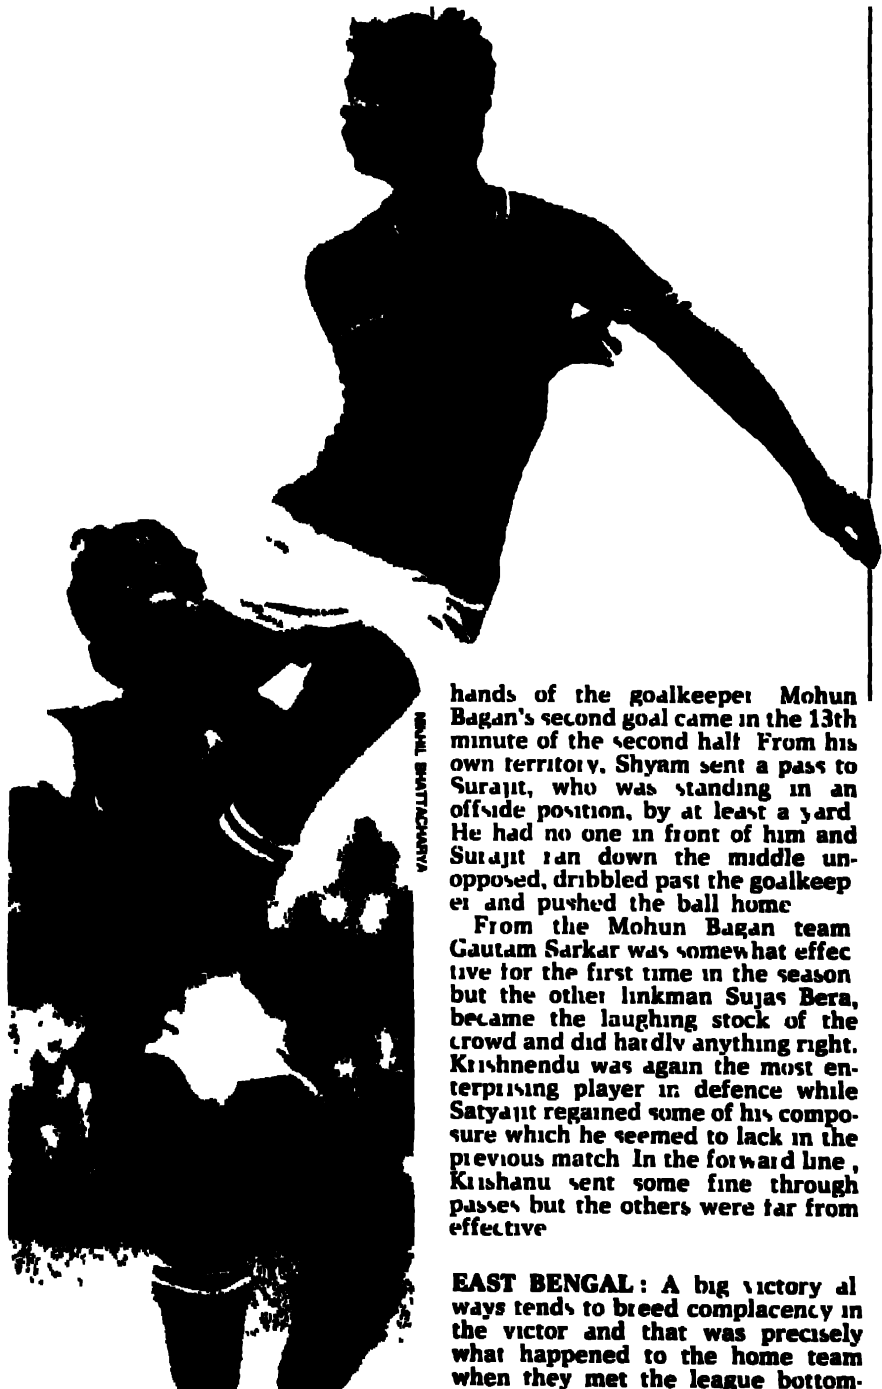 hands of the goalkeeper Mohun
Bagan's second goal came in the 13th
minute of the second half From his
own territory, Shyam sent a pass to
Surajit, who was standing in an
offside position, by at least a yard
He had no one in front of him and
Surajit ran down the middle un-
opposed, dribbled past the goalkeep
er and pushed the ball home
From the Mohun Bagan team
Gautam Sarkar was somewhat effec
tive for the first time in the season
but the other linkman Sujas Bera,
became the laughing stock of the
crowd and did hardly anything right.
Krishnendu was again the most en-
terprising player in defence while
Satyajit regained some of his compo-
sure which he seemed to lack in the
previous match In the forward line,
Krishanu sent some fine through
passes but the others were far from
effective
EAST BENGAL: A big victory al
ways tends to breed complacency in
the victor and that was precisely
what happened to the home team
when they met the league bottom-
NIKHIL BHATTACHARYA